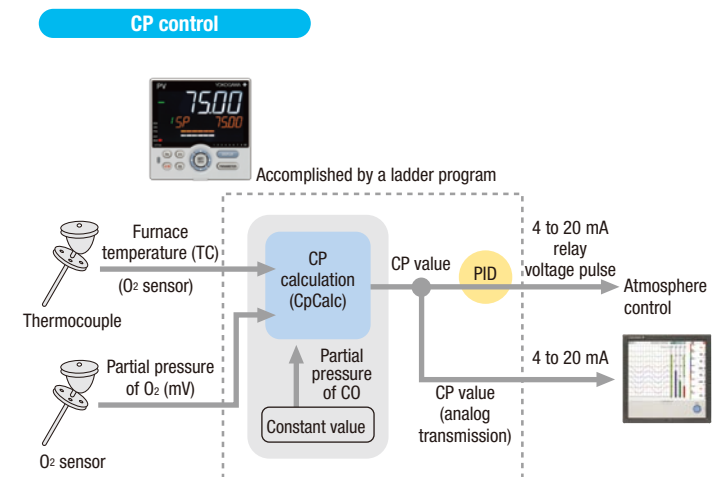 CP control
PV
YOKOGAWA
75.00
SP 75.00
Accomplished by a ladder program
Furnace
temperature (TC)
(O2 sensor)
Thermocouple
Partial pressure
of O2 (mV)
O2 sensor
CP
calculation
(CpCalc)
Partial
pressure
of CO
Constant value
CP value
PID
4 to 20 mA
relay
voltage pulse
Atmosphere
control
4 to 20 mA
CP value
(analog
transmission)